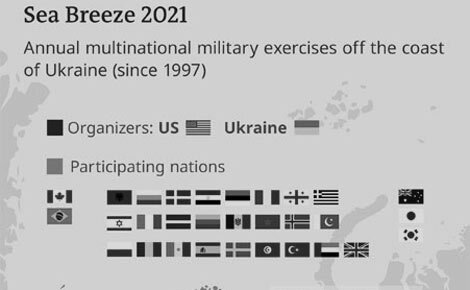 Sea Breeze 2021
Annual multinational military exercises off the coast
of Ukraine (since 1997)
Organizers: US Ukraine
Participating nations